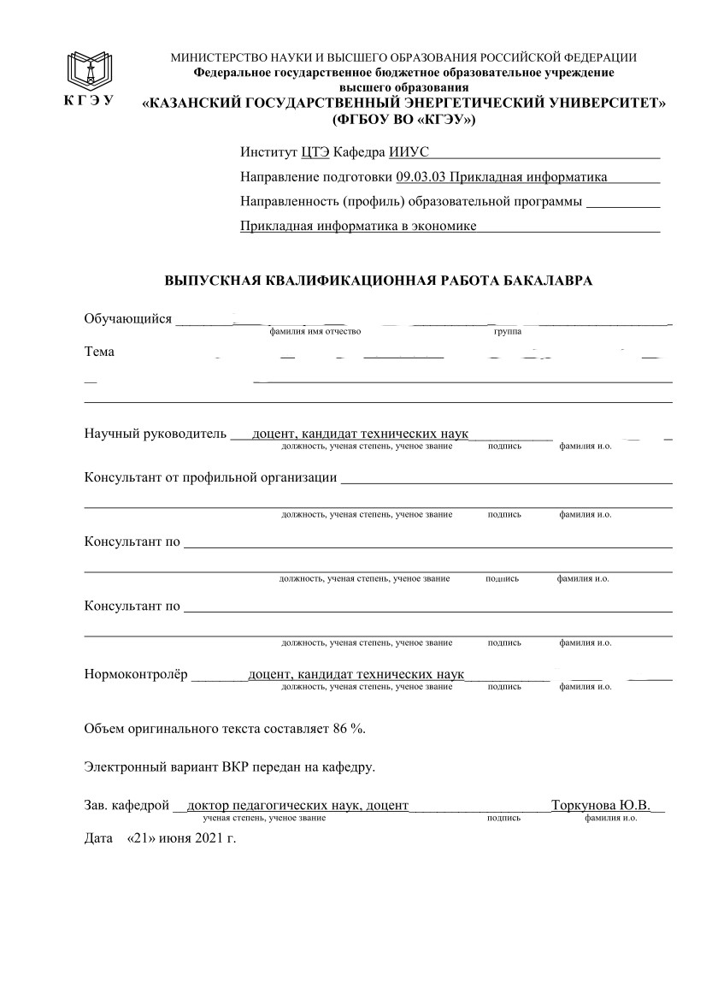 МИНИСТЕРСТВО НАУКИ И ВЫСШЕГО ОБРАЗОВАНИЯ РОССИЙСКОЙ ФЕДЕРАЦИИ
Федеральное государственное бюджетное образовательное учреждение
высшего образования
КГЭУ
«КАЗАНСКИЙ ГОСУДАРСТВЕННЫЙ ЭНЕРГЕТИЧЕСКИЙ УНИВЕРСИТЕТ»
(ФГБОУ ВО «КГЭУ»)
Институт ЦТЭ Кафедра ИИУС
Направление подготовки 09.03.03 Прикладная информатика
Направленность (профиль) образовательной программы
Прикладная информатика в экономике
ВЫПУСКНАЯ КВАЛИФИКАЦИОННАЯ РАБОТА БАКАЛАВРА
Обучающийся
фамилия имя отчество группа
Тема
Научный руководитель доцент, кандидат технических наук
должность, ученая степень, ученое звание подпись фамилия и.о.
Консультант от профильной организации
должность, ученая степень, ученое звание подпись фамилия и.о.
Консультант по
должность, ученая степень, ученое звание подпись фамилия и.о.
Консультант по
должность, ученая степень, ученое звание подпись фамилия и.о.
Нормоконтролёр доцент, кандидат технических наук
должность, ученая степень, ученое звание подпись фамилия и.о.
Объем оригинального текста составляет 86 %.
Электронный вариант ВКР передан на кафедру.
Зав. кафедрой доктор педагогических наук, доцент Торкунова Ю.В.
ученая степень, ученое звание подпись фамилия и.о.
Дата «21» июня 2021 г.